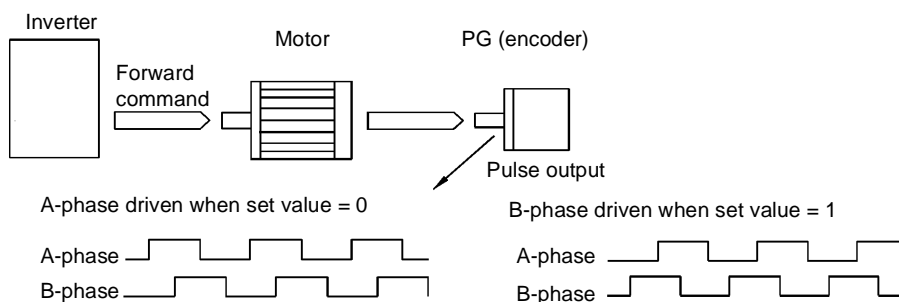 Inverter
Motor
PG (encoder)
Forward
command
Pulse output
A-phase driven when set value = 0
B-phase driven when set value = 1
A-phase
B-phase
A-phase
B-phase